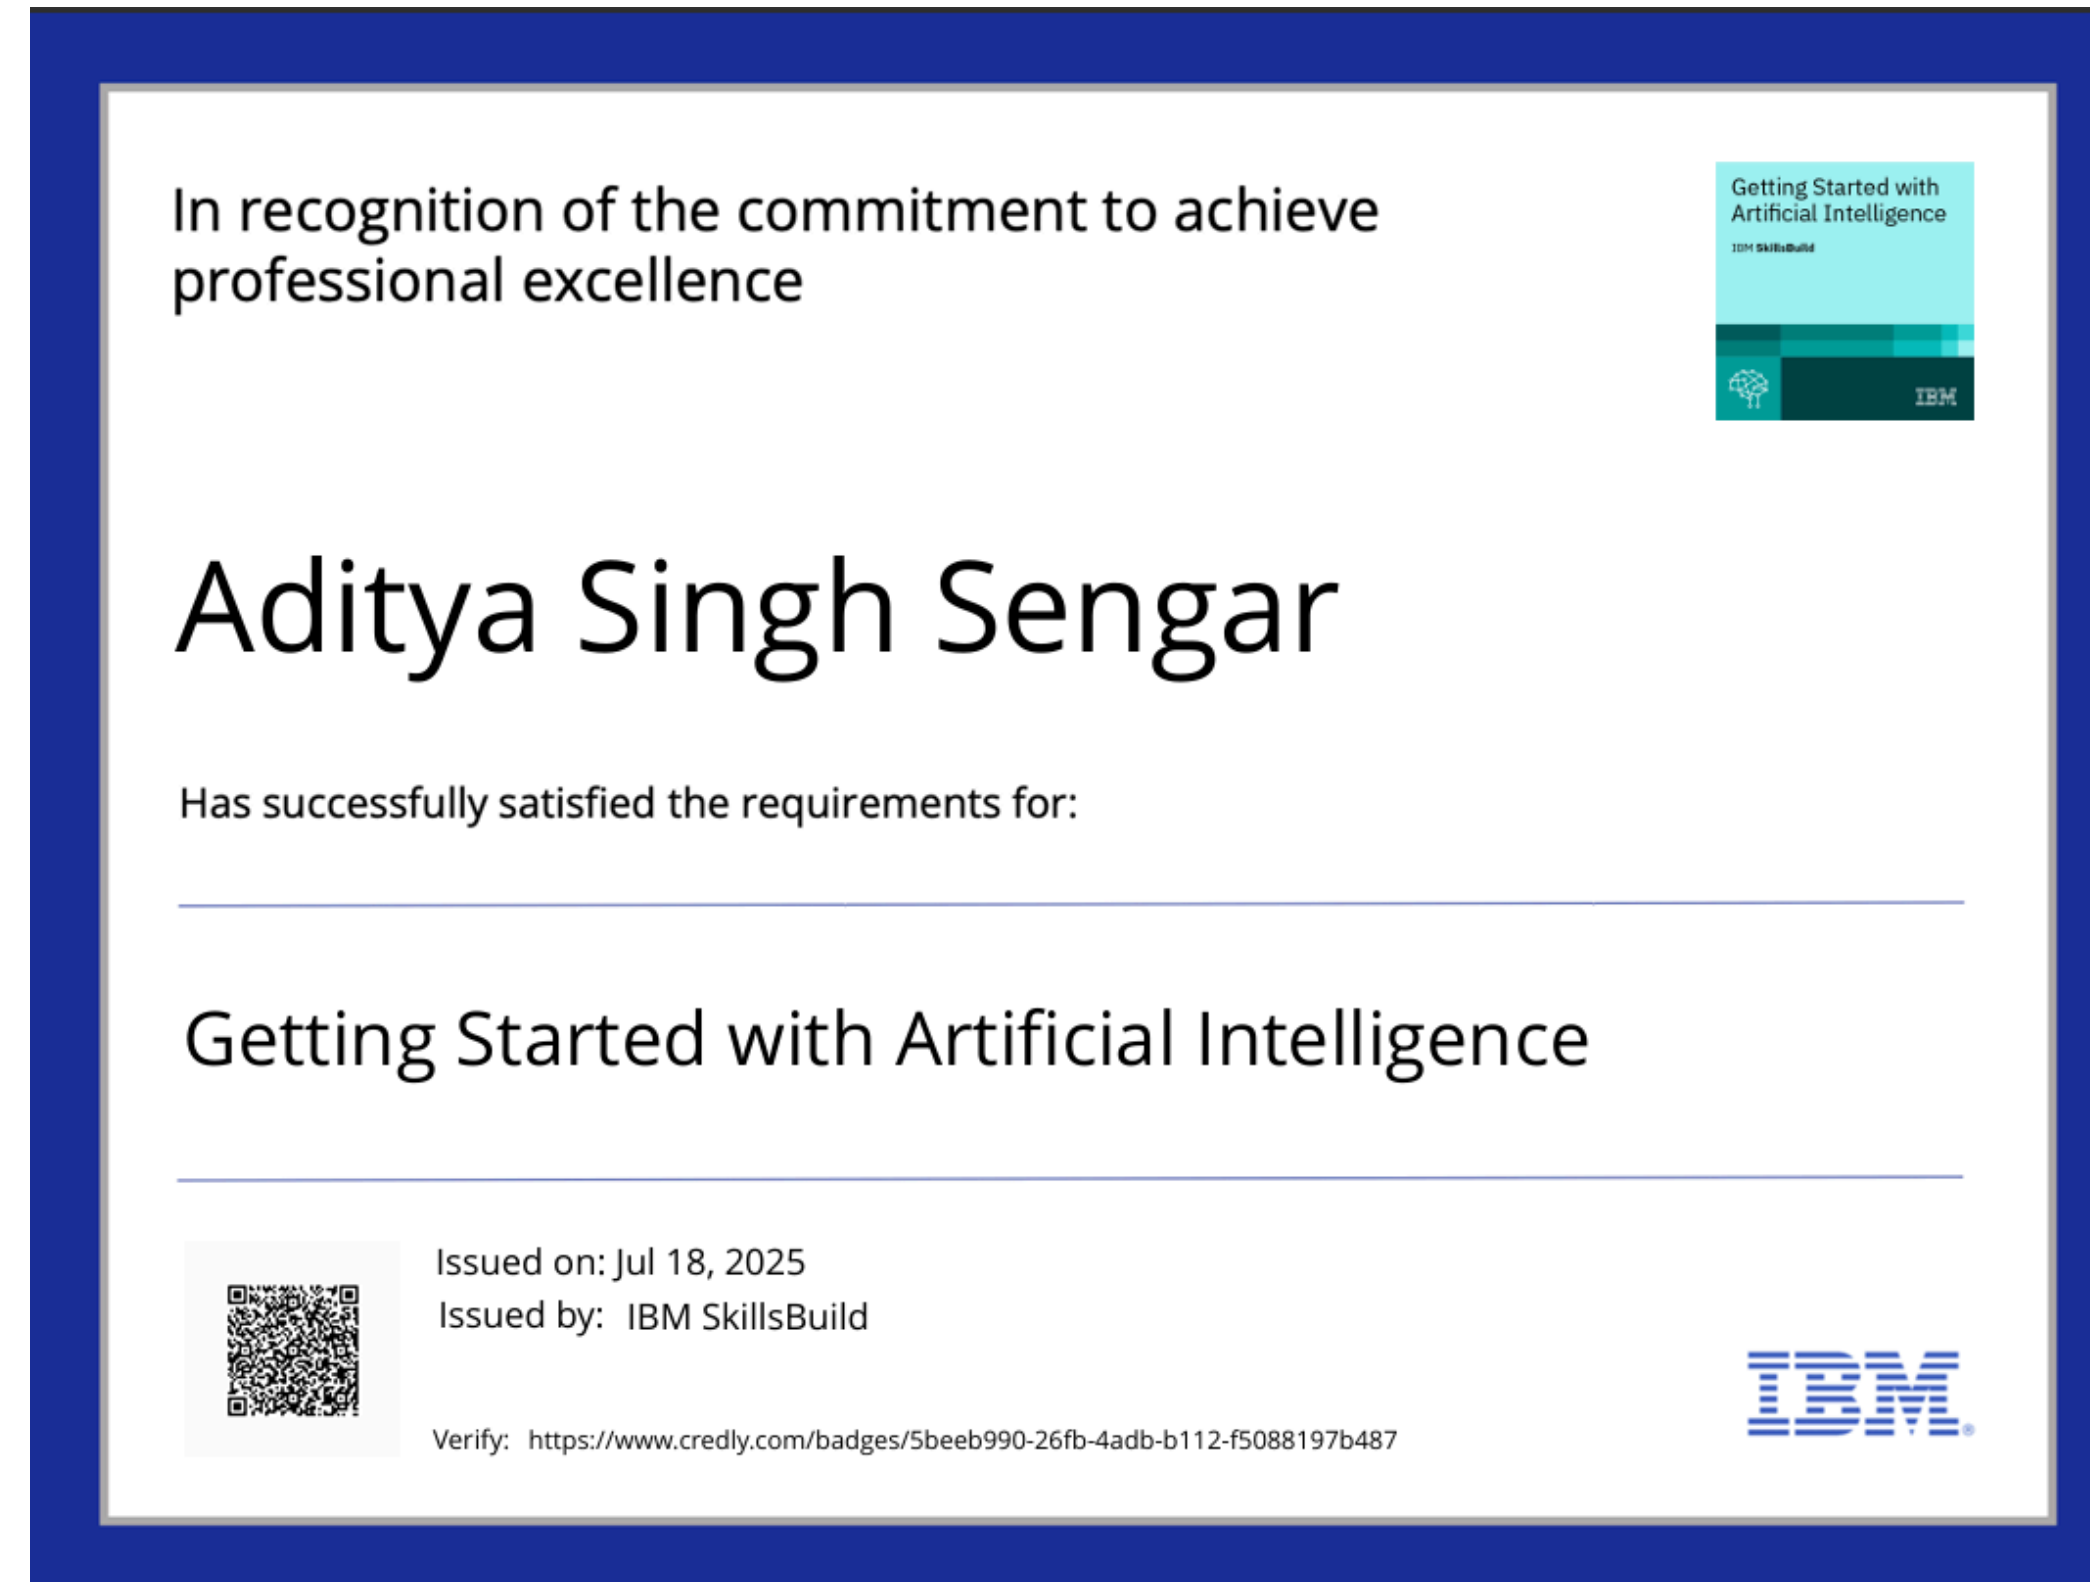 In recognition of the commitment to achieve
professional excellence
Getting Started with
Artificial Intelligence
IBM SkillsBuild
IBM
Aditya Singh Sengar
Has successfully satisfied the requirements for:
Getting Started with Artificial Intelligence
Issued on: Jul 18, 2025
Issued by: IBM SkillsBuild
Verify: https://www.credly.com/badges/5beeb990-26fb-4adb-b112-f5088197b487
IBM®